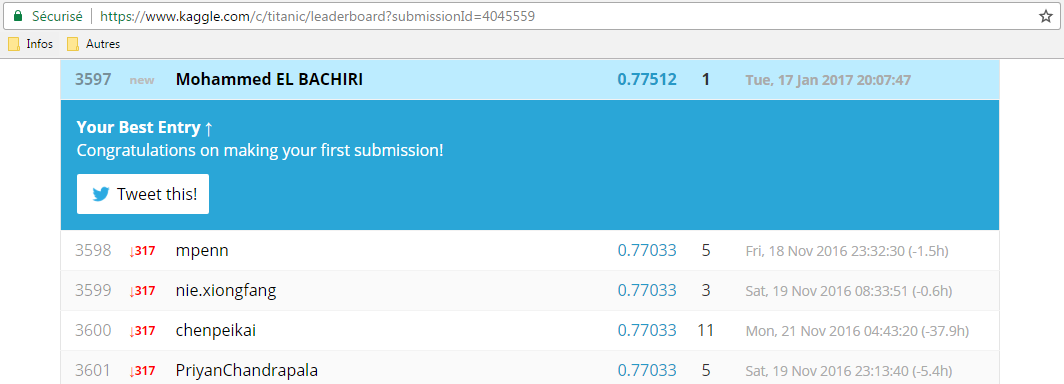 Sécurisé | https://www.kaggle.com/c/titanic/leaderboard?submissionId=4045559
Infos Autres
3597 new Mohammed EL BACHIRI 0.77512 1 Tue, 17 Jan 2017 20:07:47
Your Best Entry ↑
Congratulations on making your first submission!
Tweet this!
3598 ↓317 mpenn 0.77033 5 Fri, 18 Nov 2016 23:32:30 (-1.5h)
3599 ↓317 nie.xiongfang 0.77033 3 Sat, 19 Nov 2016 08:33:51 (-0.6h)
3600 ↓317 chenpeikai 0.77033 11 Mon, 21 Nov 2016 04:43:20 (-37.9h)
3601 ↓317 PriyanChandrapala 0.77033 5 Sat, 19 Nov 2016 23:13:40 (-5.4h)